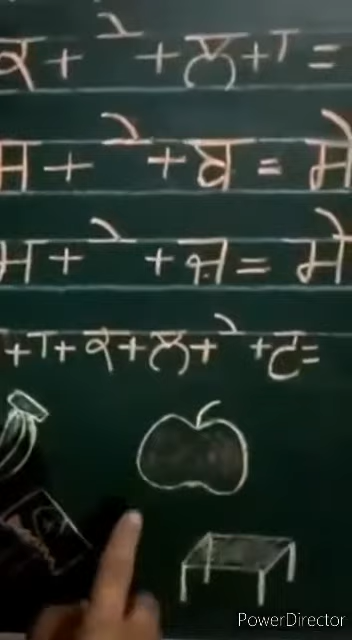 क + े + ल + ा =
म + े + व = मे
म + े + ज = मे
+ ा + क + ल + े + ट =
PowerDirector